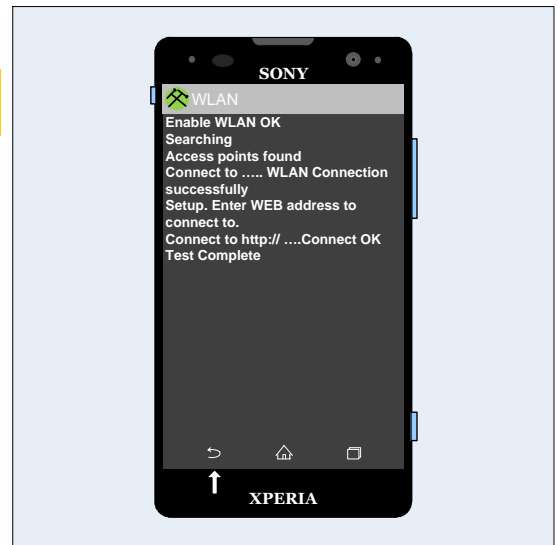 SONY
WLAN
Enable WLAN OK
Searching
Access points found
Connect to ….. WLAN Connection
successfully
Setup. Enter WEB address to
connect to.
Connect to http:// ….Connect OK
Test Complete
XPERIA